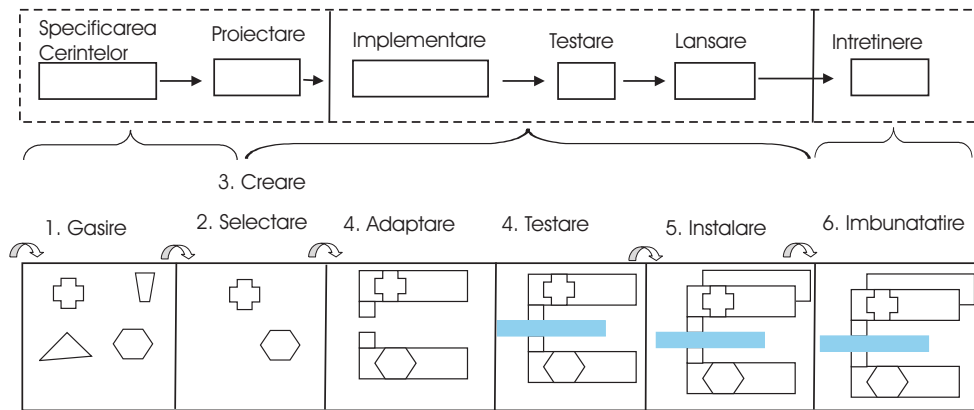 Specificarea
Cerintelor
Proiectare
Implementare
Testare
Lansare
Intretinere
3. Creare
1. Gasire
2. Selectare
4. Adaptare
4. Testare
5. Instalare
6. Imbunatatire